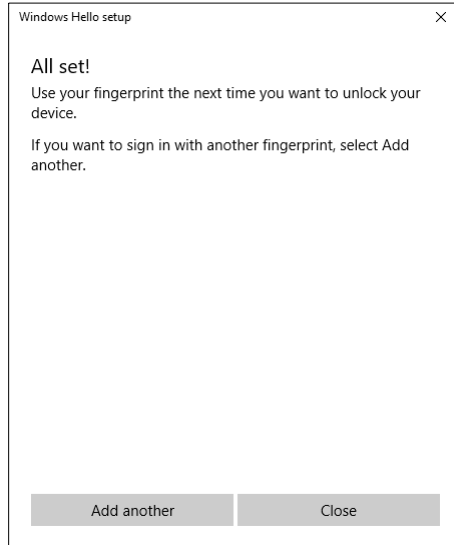 Windows Hello setup
All set!
Use your fingerprint the next time you want to unlock your
device.
If you want to sign in with another fingerprint, select Add
another.
Add another
Close